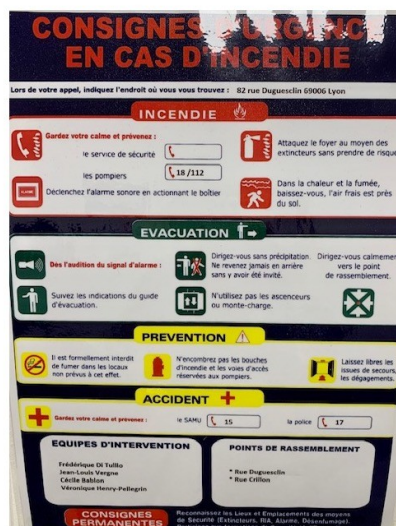 CONSIGNES D'URGENCE
EN CAS D'INCENDIE
Lors de votre appel, indiquez l'endroit où vous vous trouvez : 82 rue Duguesclin 69006 Lyon
INCENDIE
Gardez votre calme et prévenez :
le service de sécurité
les pompiers 18 /112
Déclenchez l'alarme sonore en actionnant le boîtier
Attaquez le foyer au moyen des
extincteurs sans prendre de risque
Dans la chaleur et la fumée,
baissez-vous, l'air frais est près
du sol.
EVACUATION
Dès l'audition du signal d'alarme :
Dirigez-vous sans précipitation.
Ne revenez jamais en arrière
sans y avoir été invité.
Dirigez-vous calmement
vers le point
de rassemblement.
Suivez les indications du guide
d'évacuation.
N'utilisez pas les ascenceurs
ou monte-charge.
PREVENTION
Il est formellement interdit
de fumer dans les locaux
non prévus à cet effet.
N'encombrez pas les bouches
d'incendie et les voies d'accès
réservées aux pompiers.
Laissez libres les
issues de secours,
les dégagements.
ACCIDENT
Gardez votre calme et prévenez :
le SAMU 15
la police 17
EQUIPES D'INTERVENTION
Frédérique Di Tullio
Jean-Louis Vergne
Cécile Bablon
Véronique Henry-Pellegrin
POINTS DE RASSEMBLEMENT
* Rue Duguesclin
* Rue Crillon
CONSIGNES
PERMANENTES
Reconnaissez les Lieux et Emplacements des moyens
de Sécurité (Extincteurs, RIA, Alarme, Désenfumage